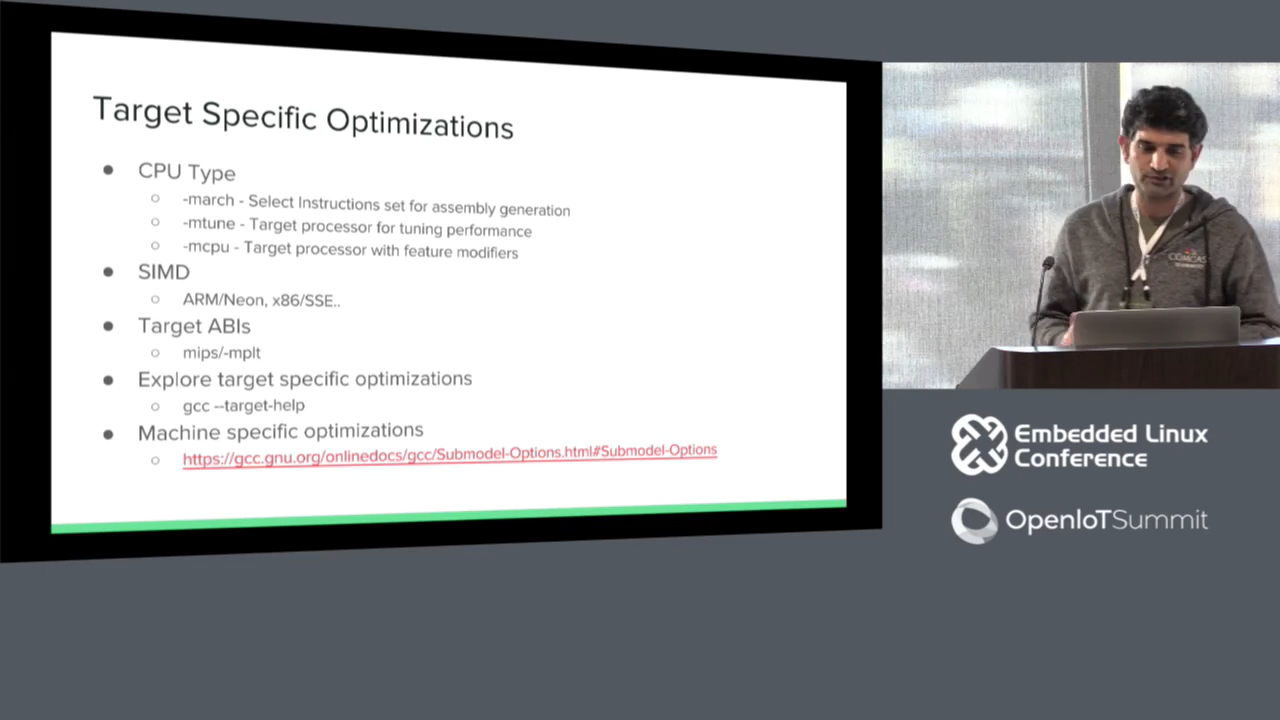 Target Specific Optimizations
● CPU Type
○ -march - Select Instructions set for assembly generation
○ -mtune - Target processor for tuning performance
○ -mcpu - Target processor with feature modifiers
● SIMD
○ ARM/Neon, x86/SSE..
● Target ABIs
○ mips/-mplt
● Explore target specific optimizations
○ gcc --target-help
● Machine specific optimizations
○ https://gcc.gnu.org/onlinedocs/gcc/Submodel-Options.html#Submodel-Options
COMCAS
Embedded Linux
Conference
OpenIoTSummit